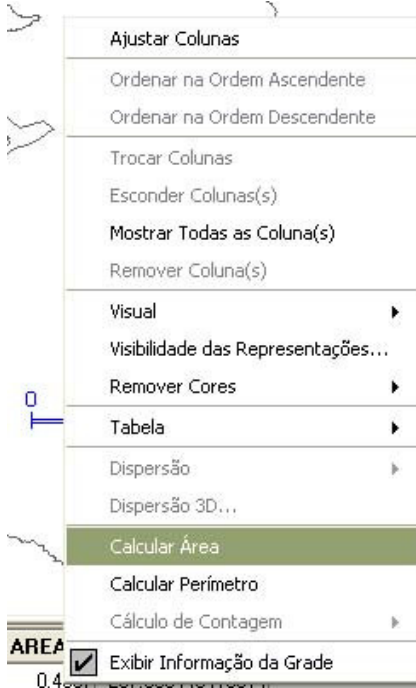 Ajustar Colunas
Ordenar na Ordem Ascendente
Ordenar na Ordem Descendente
Trocar Colunas
Esconder Colunas(s)
Mostrar Todas as Coluna(s)
Remover Coluna(s)
Visual
Visibilidade das Representações...
Remover Cores
0
Tabela
Dispersão
Dispersão 3D...
Calcular Área
Calcular Perímetro
Cálculo de Contagem
AREA
Exibir Informação da Grade